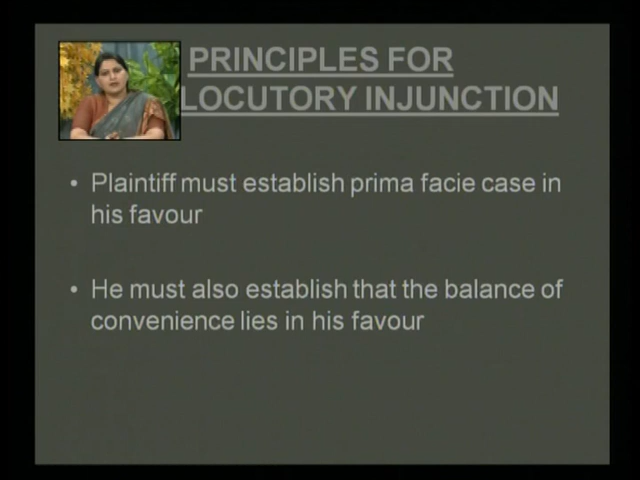 PRINCIPLES FOR
LOCUTORY INJUNCTION
• Plaintiff must establish prima facie case in
his favour
• He must also establish that the balance of
convenience lies in his favour